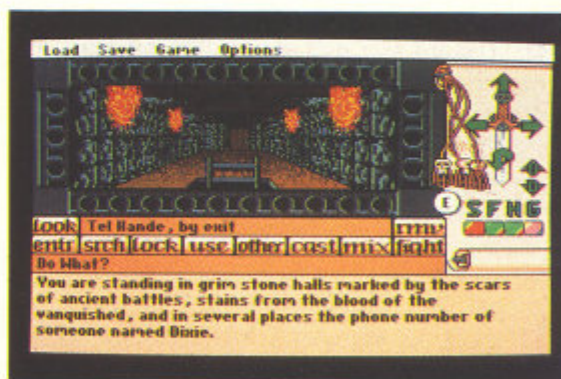 Load Save Game Options
E
S F H G
Look Tel Hande, by exit rmv
entr srch lock use other cast mix fight
Do What?
You are standing in grim stone halls marked by the scars
of ancient battles, stains from the blood of the
vanquished, and in several places the phone number of
someone named Dixie.